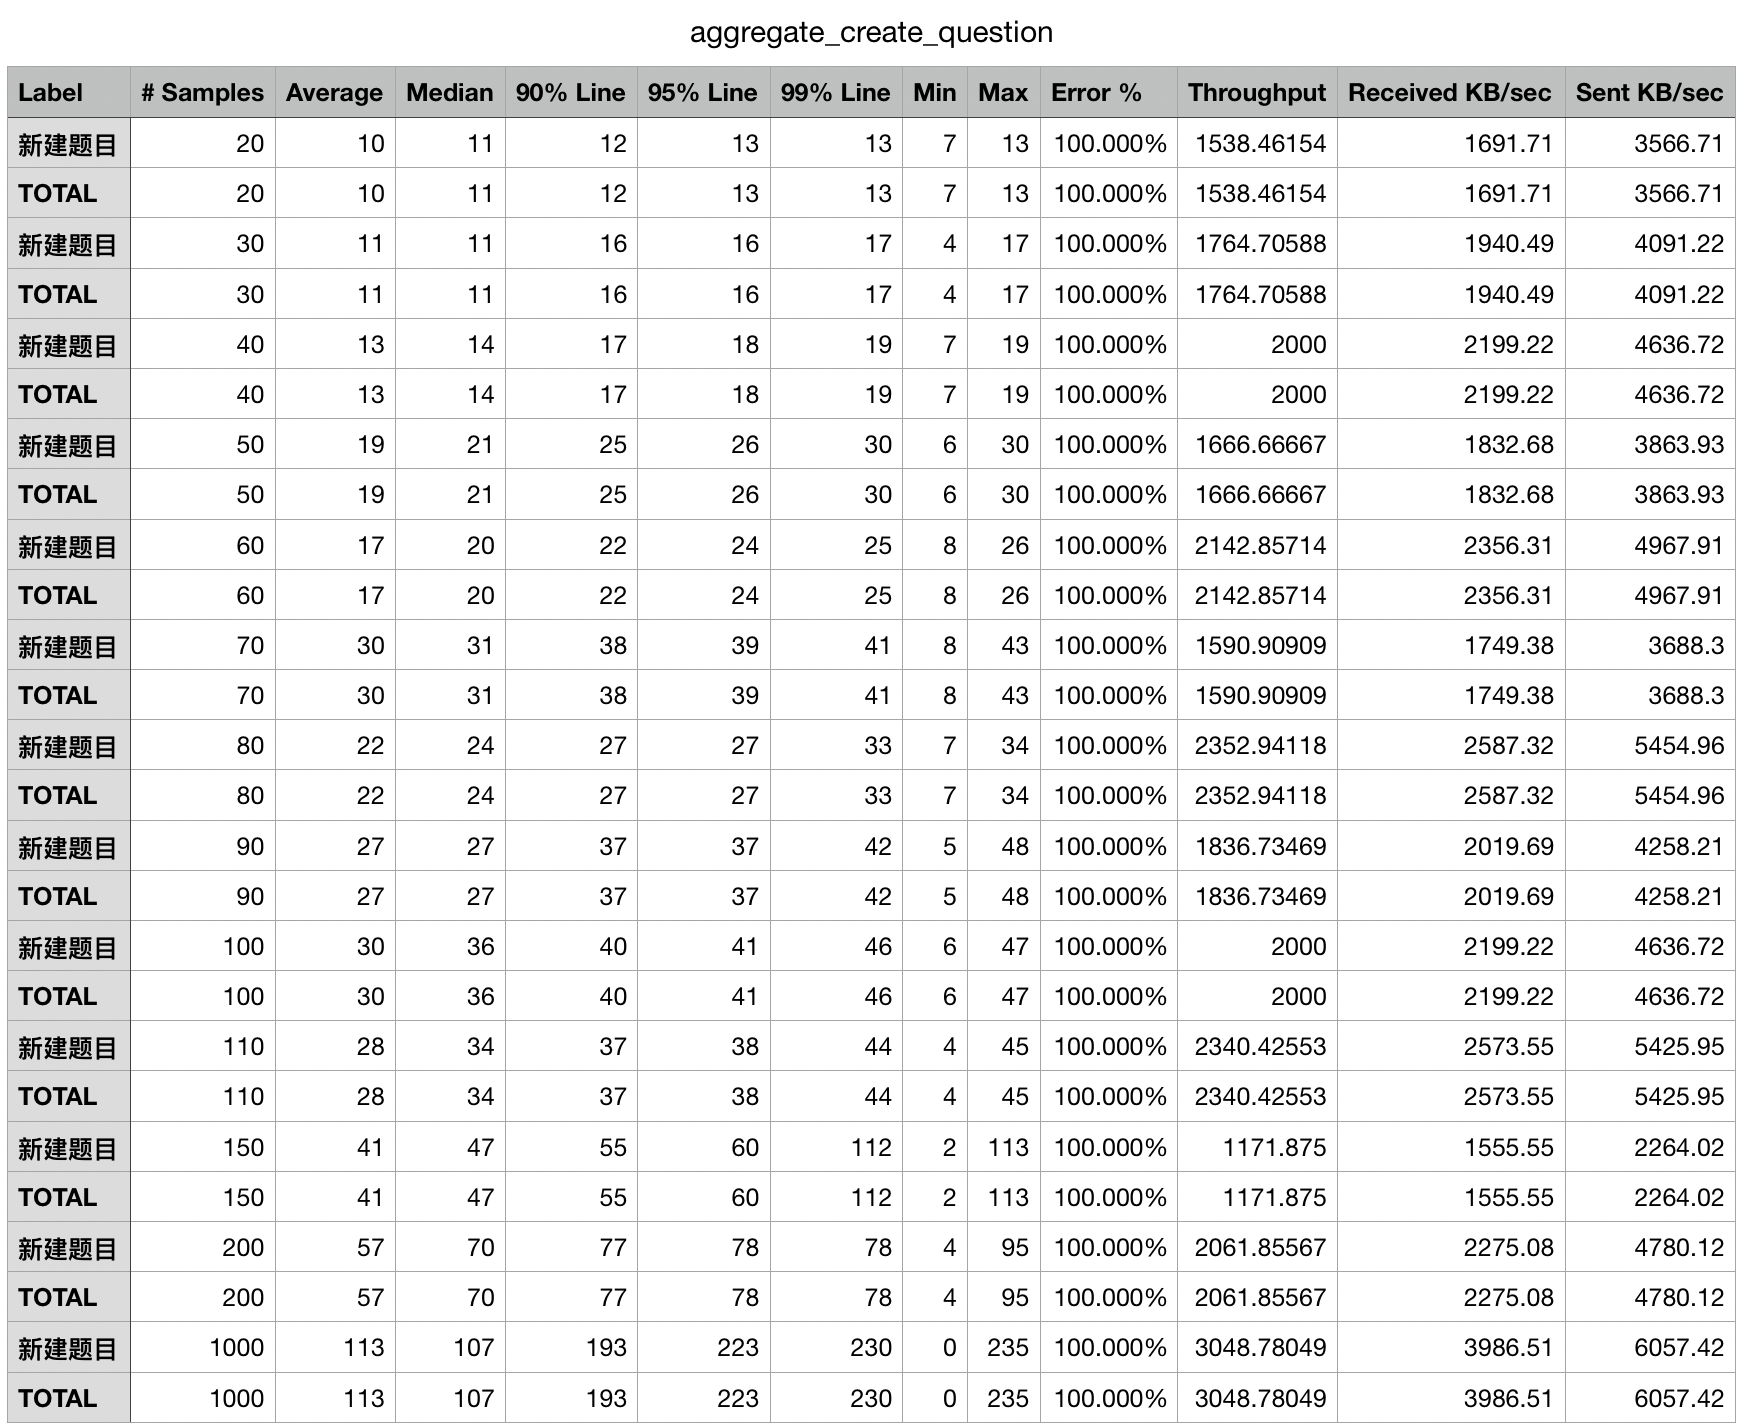 aggregate_create_question
Label # Samples Average Median 90% Line 95% Line 99% Line Min Max Error % Throughput Received KB/sec Sent KB/sec
新建题目 20 10 11 12 13 13 7 13 100.000% 1538.46154 1691.71 3566.71
TOTAL 20 10 11 12 13 13 7 13 100.000% 1538.46154 1691.71 3566.71
新建题目 30 11 11 16 16 17 4 17 100.000% 1764.70588 1940.49 4091.22
TOTAL 30 11 11 16 16 17 4 17 100.000% 1764.70588 1940.49 4091.22
新建题目 40 13 14 17 18 19 7 19 100.000% 2000 2199.22 4636.72
TOTAL 40 13 14 17 18 19 7 19 100.000% 2000 2199.22 4636.72
新建题目 50 19 21 25 26 30 6 30 100.000% 1666.66667 1832.68 3863.93
TOTAL 50 19 21 25 26 30 6 30 100.000% 1666.66667 1832.68 3863.93
新建题目 60 17 20 22 24 25 8 26 100.000% 2142.85714 2356.31 4967.91
TOTAL 60 17 20 22 24 25 8 26 100.000% 2142.85714 2356.31 4967.91
新建题目 70 30 31 38 39 41 8 43 100.000% 1590.90909 1749.38 3688.3
TOTAL 70 30 31 38 39 41 8 43 100.000% 1590.90909 1749.38 3688.3
新建题目 80 22 24 27 27 33 7 34 100.000% 2352.94118 2587.32 5454.96
TOTAL 80 22 24 27 27 33 7 34 100.000% 2352.94118 2587.32 5454.96
新建题目 90 27 27 37 37 42 5 48 100.000% 1836.73469 2019.69 4258.21
TOTAL 90 27 27 37 37 42 5 48 100.000% 1836.73469 2019.69 4258.21
新建题目 100 30 36 40 41 46 6 47 100.000% 2000 2199.22 4636.72
TOTAL 100 30 36 40 41 46 6 47 100.000% 2000 2199.22 4636.72
新建题目 110 28 34 37 38 44 4 45 100.000% 2340.42553 2573.55 5425.95
TOTAL 110 28 34 37 38 44 4 45 100.000% 2340.42553 2573.55 5425.95
新建题目 150 41 47 55 60 112 2 113 100.000% 1171.875 1555.55 2264.02
TOTAL 150 41 47 55 60 112 2 113 100.000% 1171.875 1555.55 2264.02
新建题目 200 57 70 77 78 78 4 95 100.000% 2061.85567 2275.08 4780.12
TOTAL 200 57 70 77 78 78 4 95 100.000% 2061.85567 2275.08 4780.12
新建题目 1000 113 107 193 223 230 0 235 100.000% 3048.78049 3986.51 6057.42
TOTAL 1000 113 107 193 223 230 0 235 100.000% 3048.78049 3986.51 6057.42